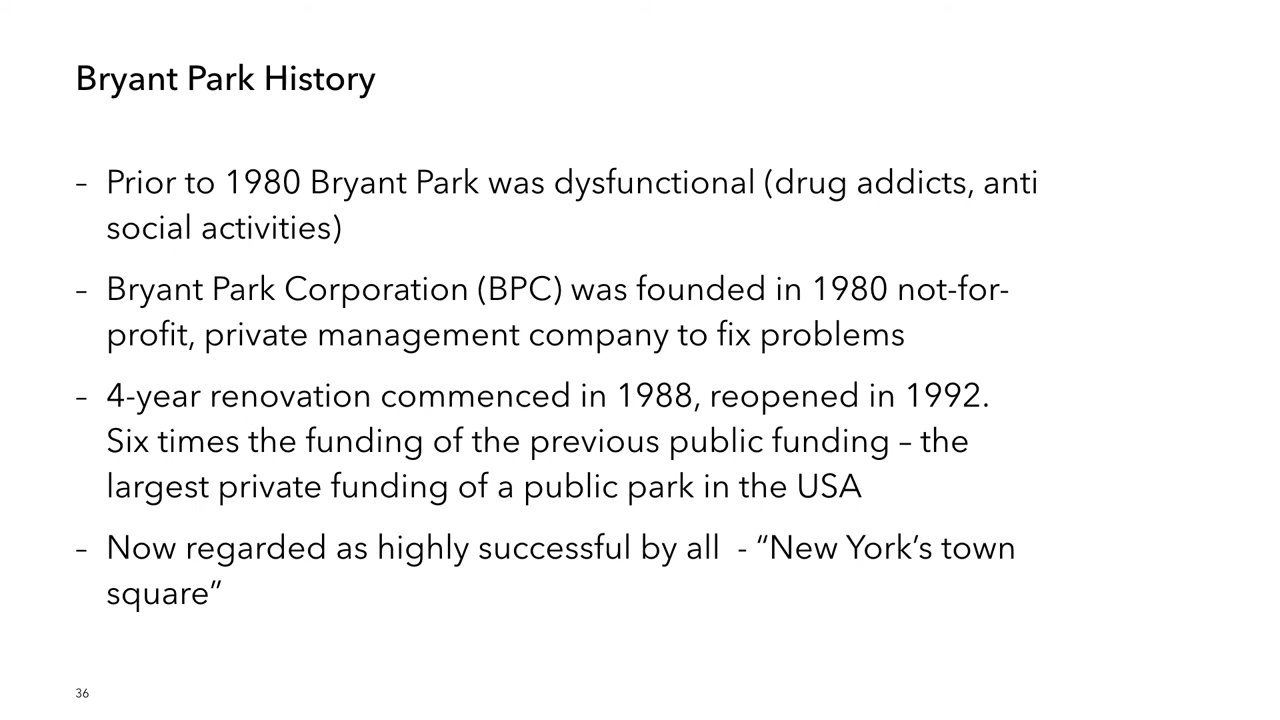 Bryant Park History
– Prior to 1980 Bryant Park was dysfunctional (drug addicts, anti
social activities)
– Bryant Park Corporation (BPC) was founded in 1980 not-for-
profit, private management company to fix problems
– 4-year renovation commenced in 1988, reopened in 1992.
Six times the funding of the previous public funding – the
largest private funding of a public park in the USA
– Now regarded as highly successful by all  - “New York’s town
square”
36